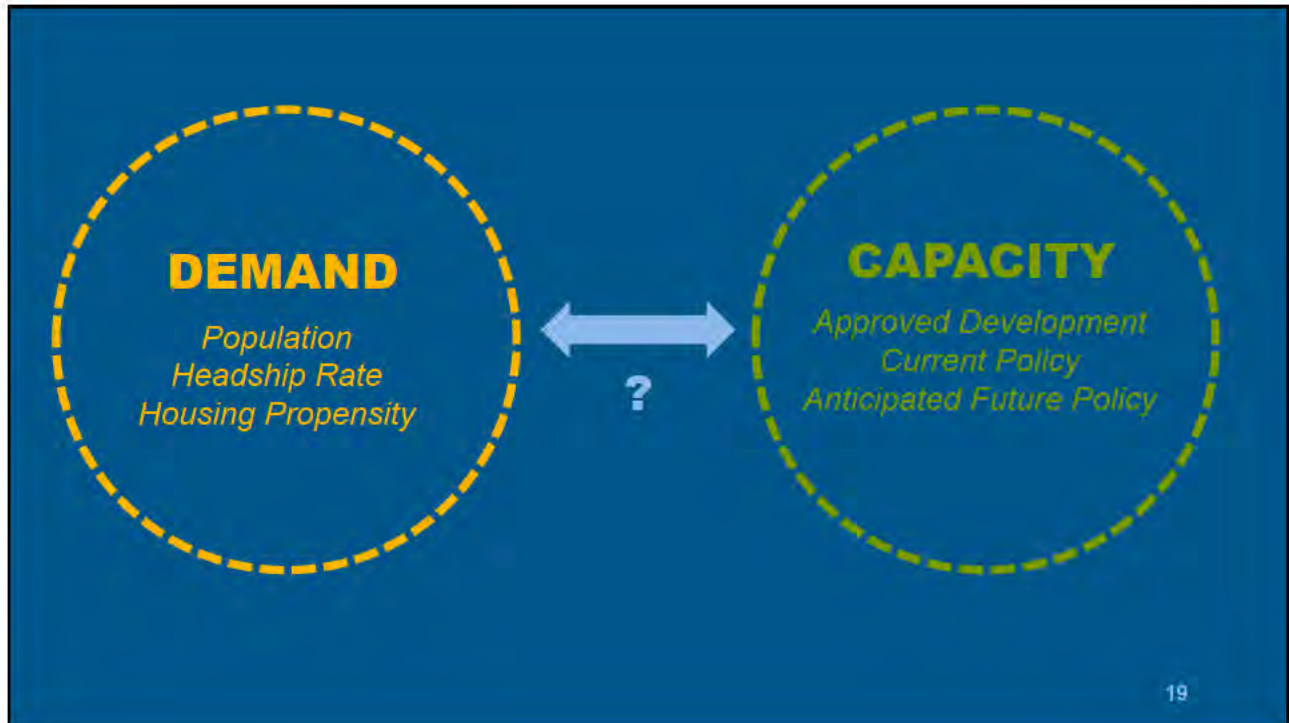 DEMAND
Population
Headship Rate
Housing Propensity
?
CAPACITY
Approved Development
Current Policy
Anticipated Future Policy
19